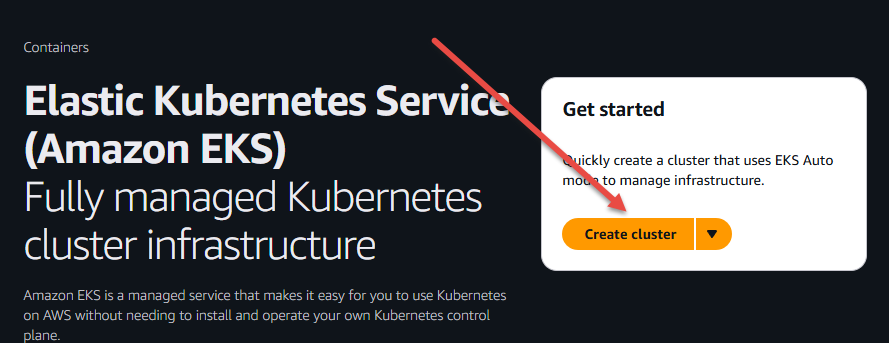 Containers
Elastic Kubernetes Service
(Amazon EKS)
Fully managed Kubernetes
cluster infrastructure
Amazon EKS is a managed service that makes it easy for you to use Kubernetes
on AWS without needing to install and operate your own Kubernetes control
plane.
Get started
Quickly create a cluster that uses EKS Auto
mode to manage infrastructure.
Create cluster